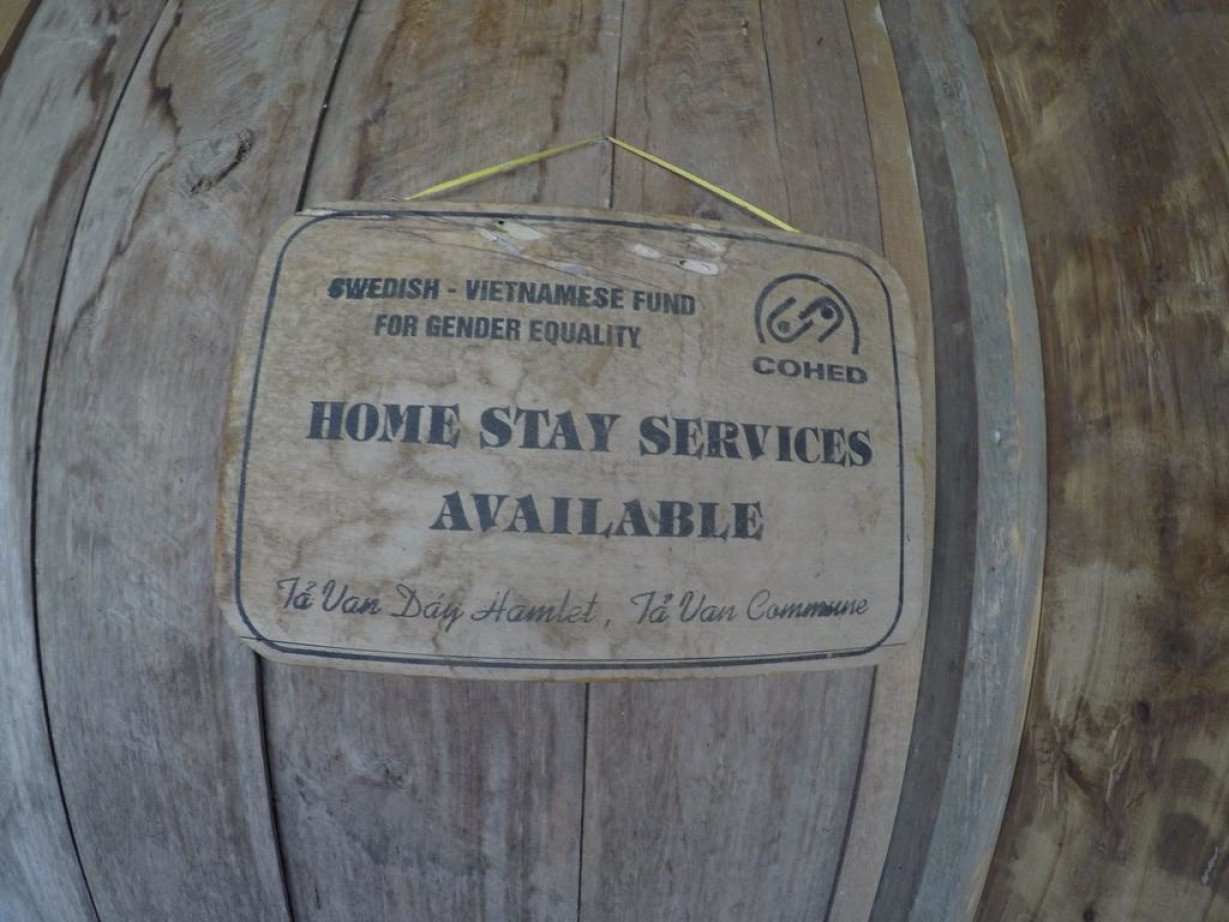 SWEDISH - VIETNAMESE FUND
FOR GENDER EQUALITY
COHED
HOME STAY SERVICES
AVAILABLE
Tả Van Dáy Hamlet, Tả Van Commune